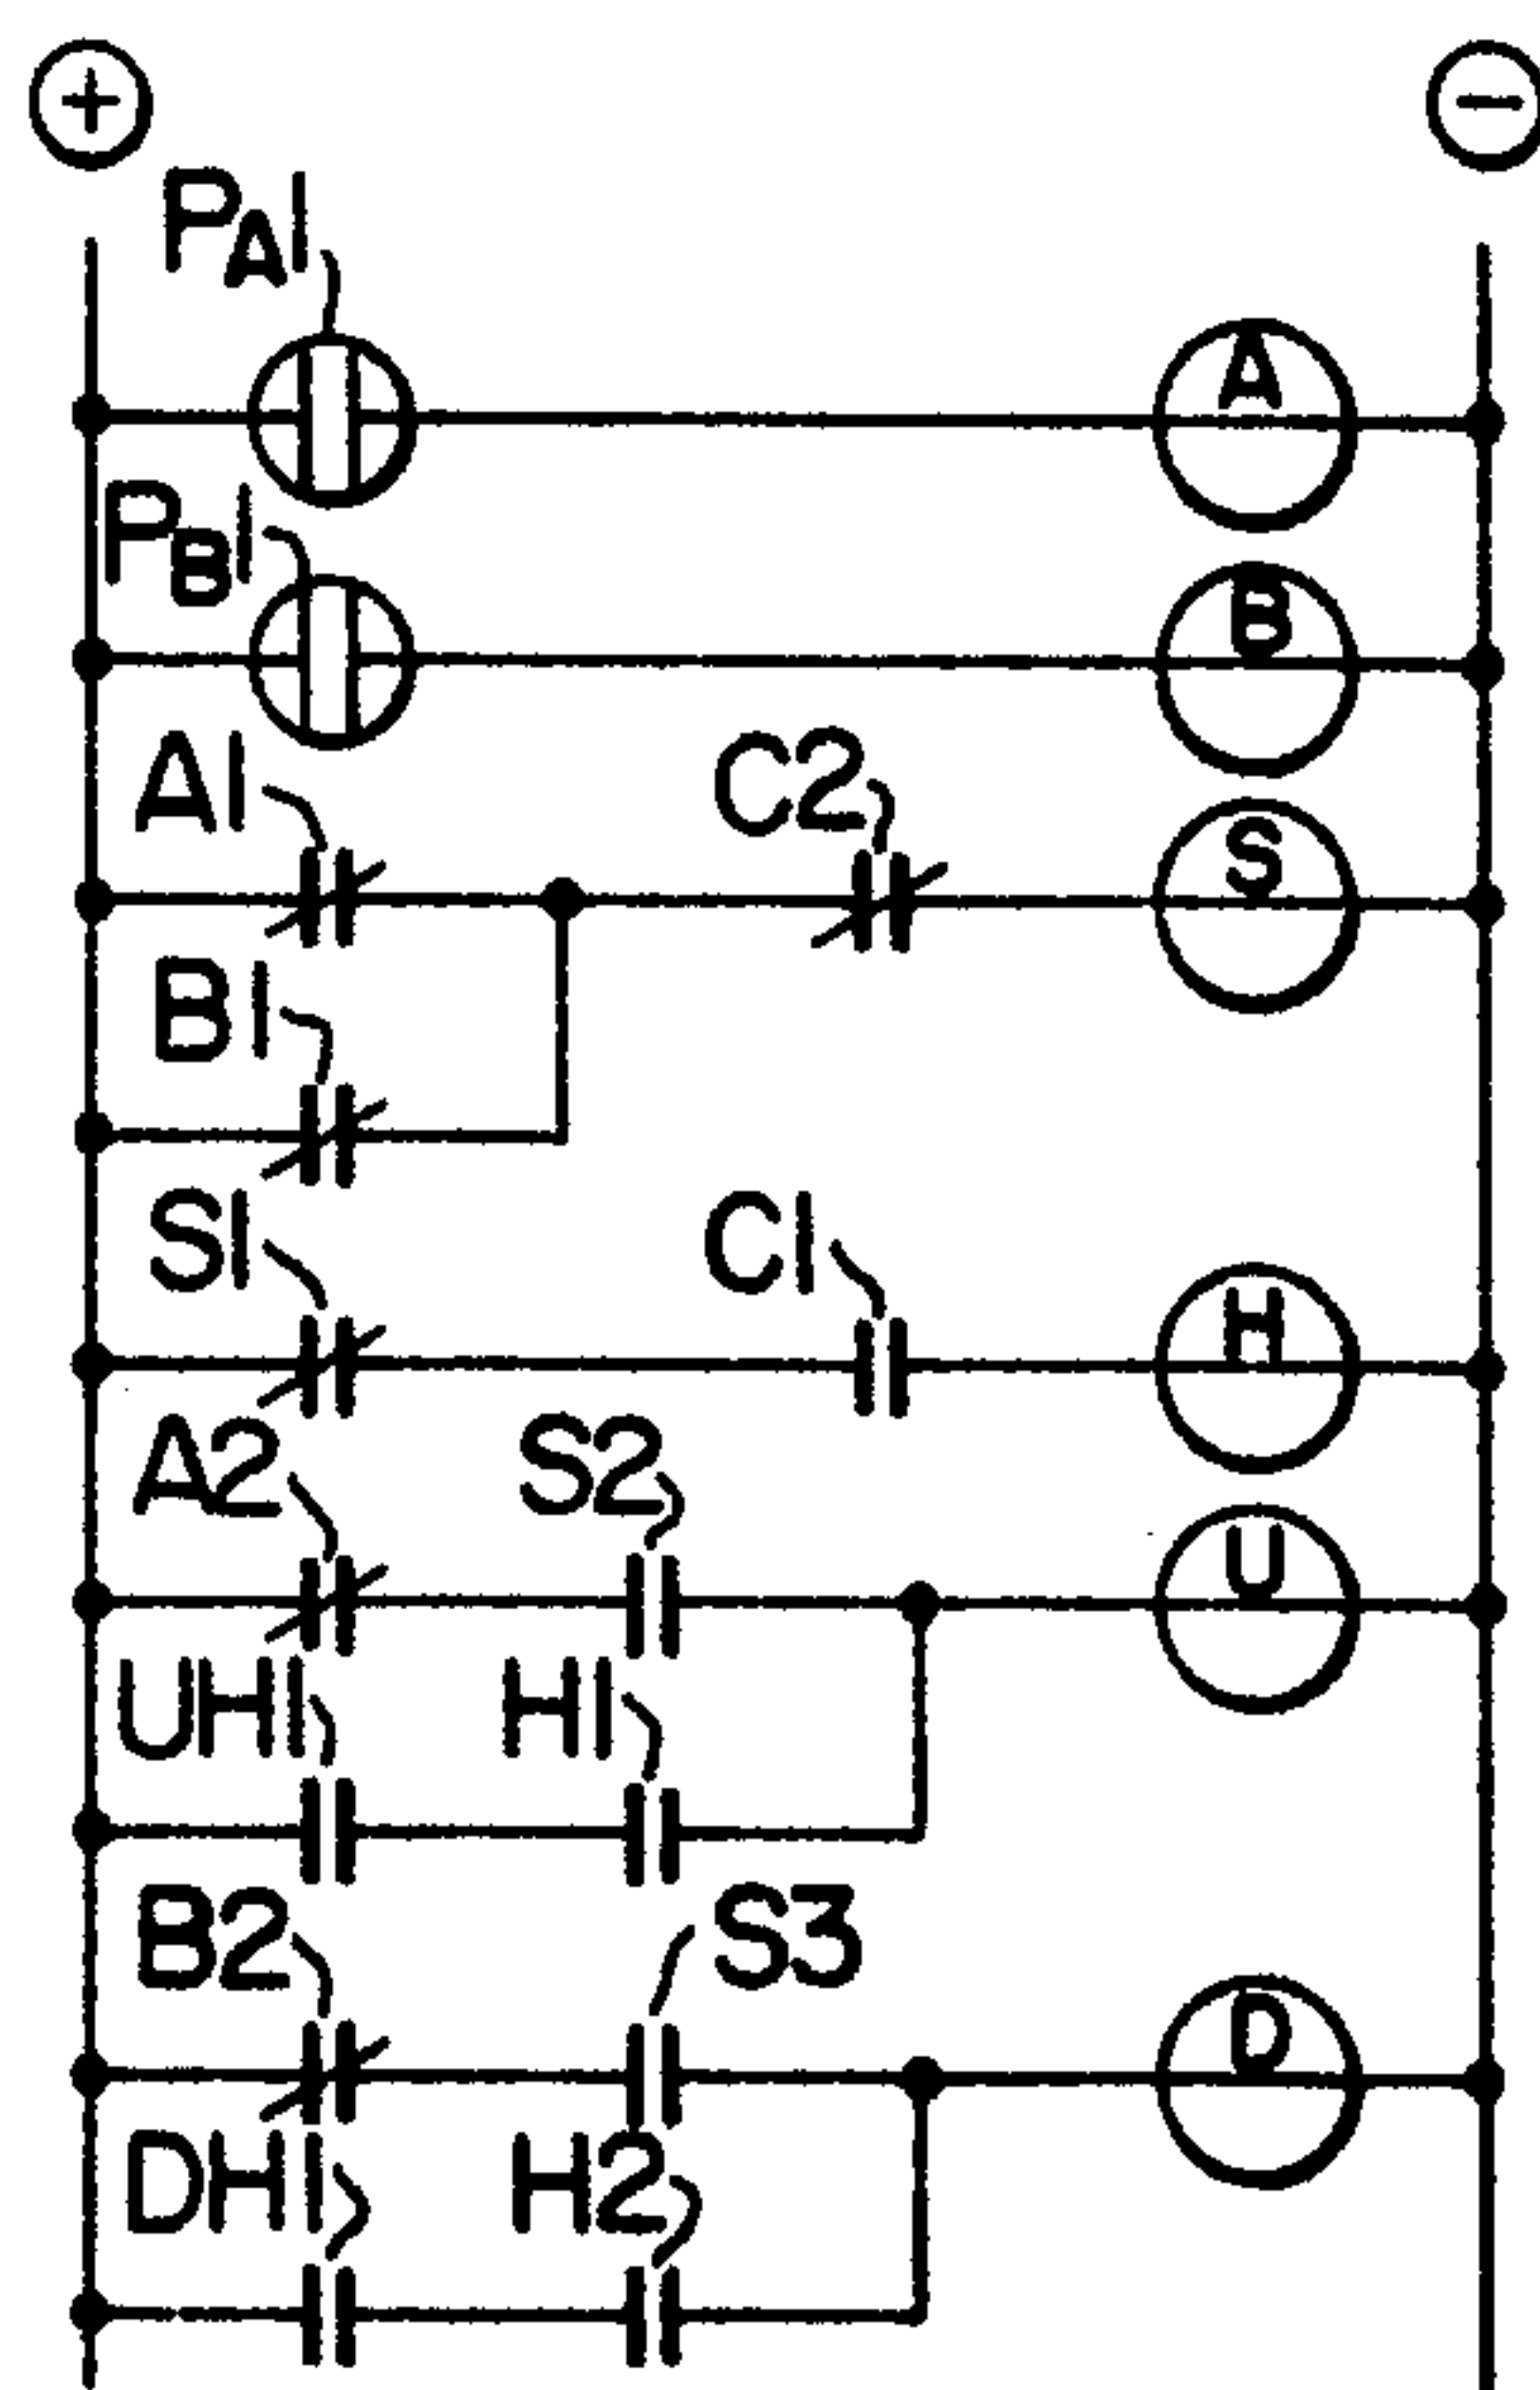 + −
PA1
A
PB1
B
A1 C2 S
B1
S1 C1 H
A2 S2 U
UH1 H1
B2 S3 D
DH1 H2